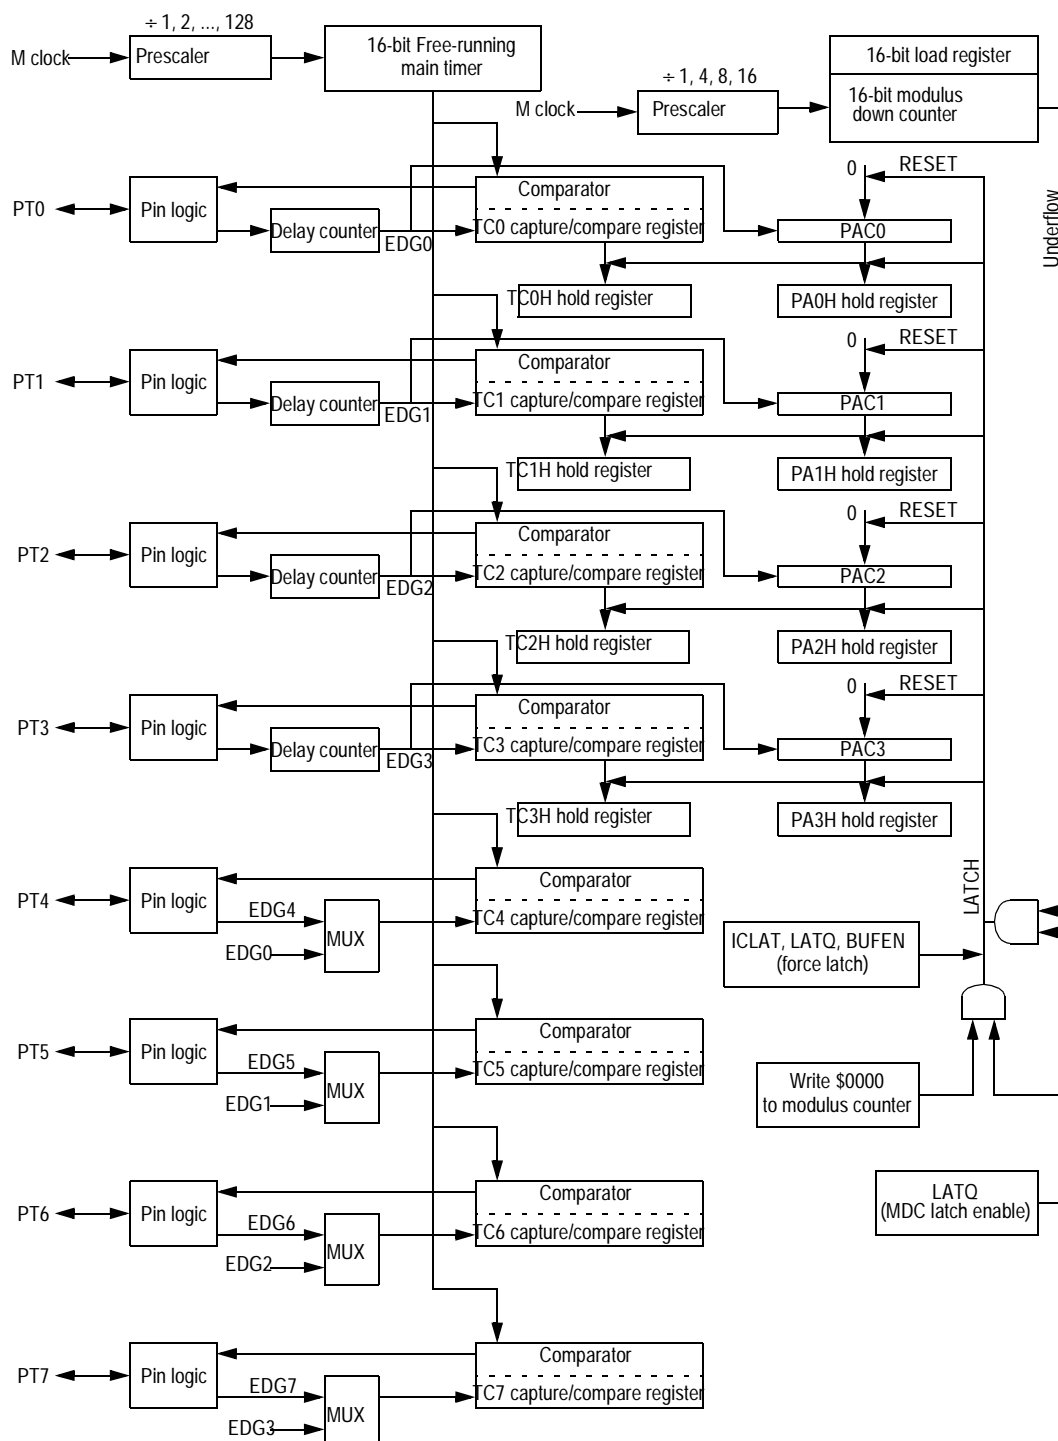 ÷ 1, 2, ..., 128
M clock
Prescaler
16-bit Free-running
main timer
÷ 1, 4, 8, 16
M clock
Prescaler
16-bit load register
16-bit modulus
down counter
Underflow
PT0
Pin logic
Delay counter
EDG0
Comparator
TC0 capture/compare register
TC0H hold register
0
RESET
PAC0
PA0H hold register
PT1
Pin logic
Delay counter
EDG1
Comparator
TC1 capture/compare register
TC1H hold register
0
RESET
PAC1
PA1H hold register
PT2
Pin logic
Delay counter
EDG2
Comparator
TC2 capture/compare register
TC2H hold register
0
RESET
PAC2
PA2H hold register
PT3
Pin logic
Delay counter
EDG3
Comparator
TC3 capture/compare register
TC3H hold register
0
RESET
PAC3
PA3H hold register
LATCH
PT4
Pin logic
EDG4
EDG0
MUX
Comparator
TC4 capture/compare register
ICLAT, LATQ, BUFEN
(force latch)
PT5
Pin logic
EDG5
EDG1
MUX
Comparator
TC5 capture/compare register
Write $0000
to modulus counter
PT6
Pin logic
EDG6
EDG2
MUX
Comparator
TC6 capture/compare register
LATQ
(MDC latch enable)
PT7
Pin logic
EDG7
EDG3
MUX
Comparator
TC7 capture/compare register